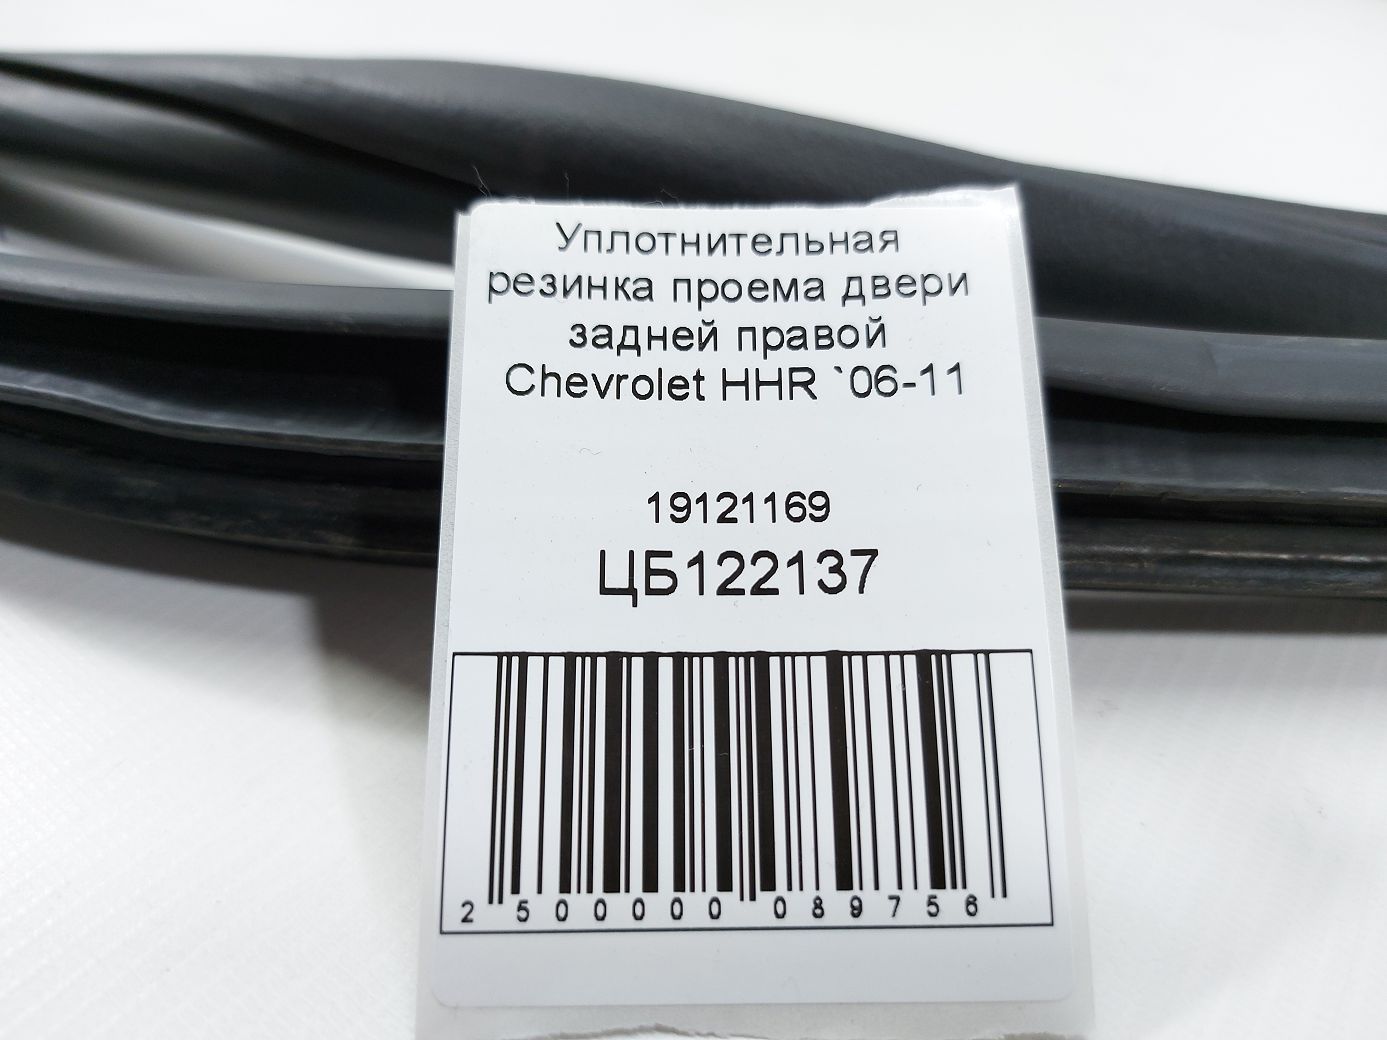 Уплотнительная
резинка проема двери
задней правой
Chevrolet HHR `06-11
19121169
ЦБ122137
2 500000 089756